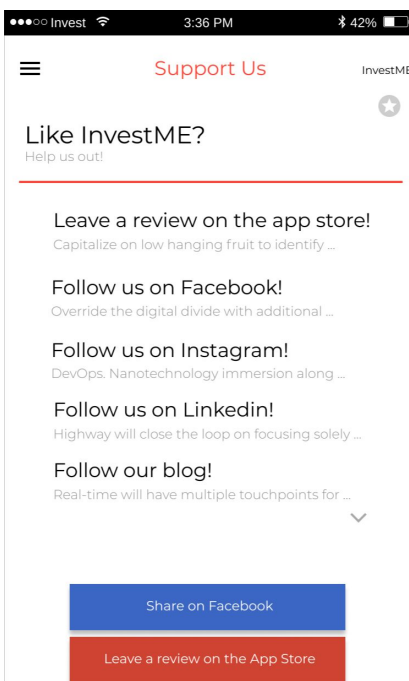 Invest 3:36 PM 42%
Support Us InvestME
Like InvestME?
Help us out!
Leave a review on the app store!
Capitalize on low hanging fruit to identify ...
Follow us on Facebook!
Override the digital divide with additional ...
Follow us on Instagram!
DevOps. Nanotechnology immersion along ...
Follow us on Linkedin!
Highway will close the loop on focusing solely ...
Follow our blog!
Real-time will have multiple touchpoints for ...
Share on Facebook
Leave a review on the App Store